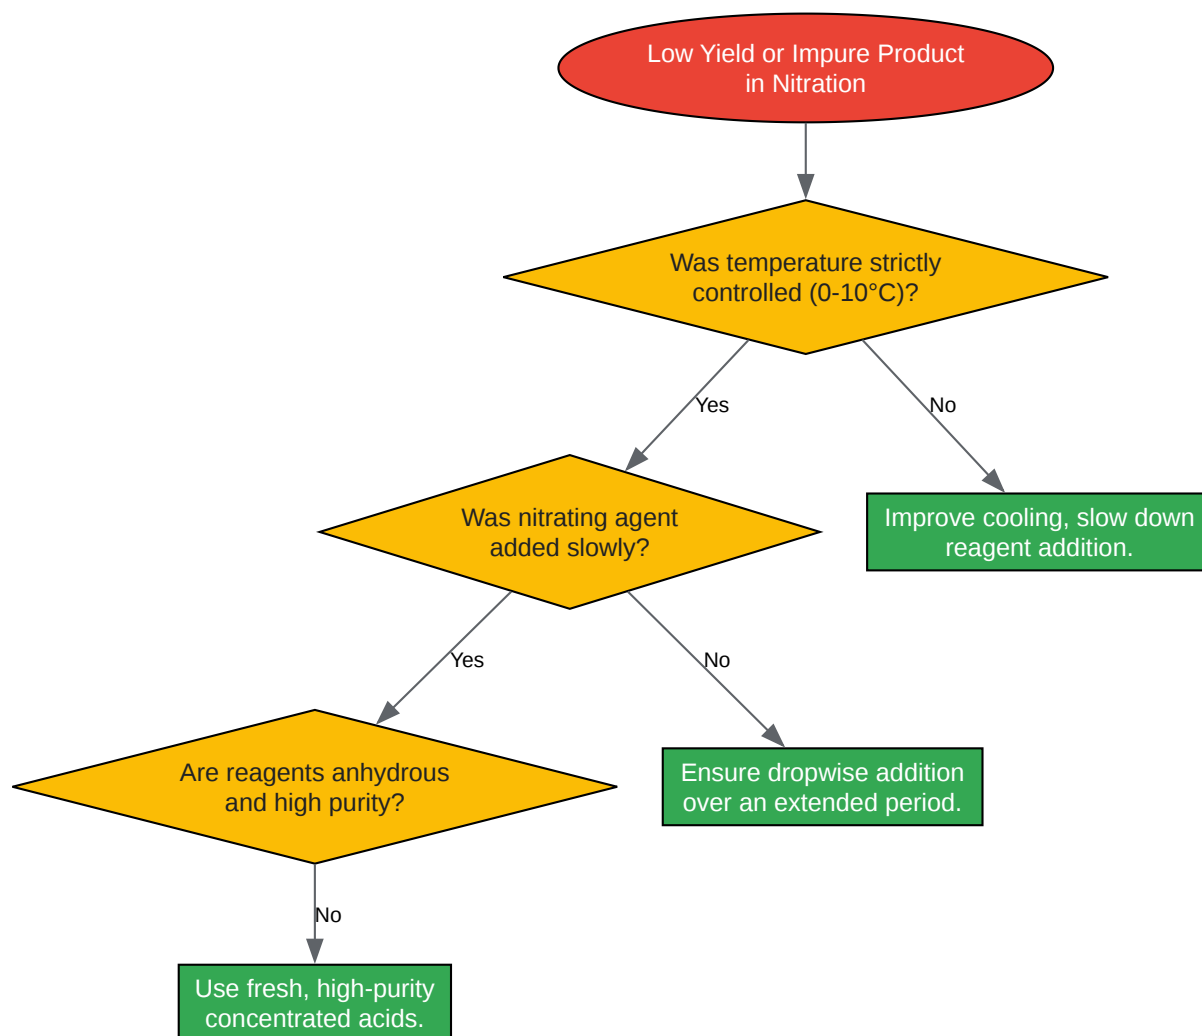 Low Yield or Impure Product
in Nitration
Was temperature strictly
controlled (0-10°C)?
Yes
No
Was nitrating agent
added slowly?
Improve cooling, slow down
reagent addition.
Yes
No
Are reagents anhydrous
and high purity?
Ensure dropwise addition
over an extended period.
No
Use fresh, high-purity
concentrated acids.